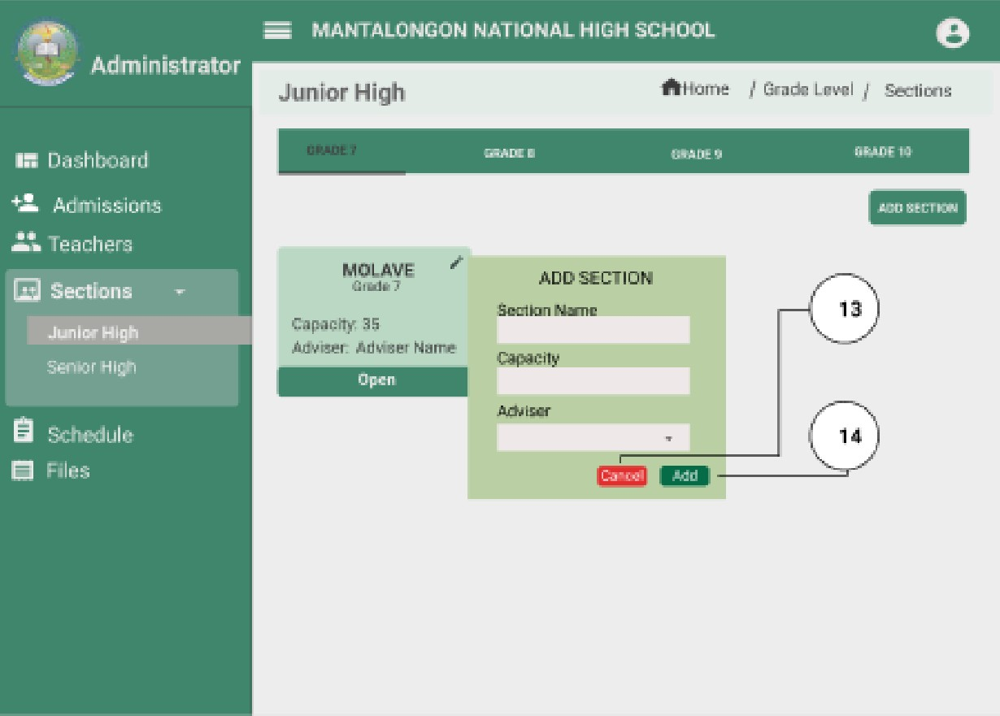 MANTALONGON NATIONAL HIGH SCHOOL
Administrator
Junior High
Home / Grade Level / Sections
GRADE 7 GRADE 8 GRADE 9 GRADE 10
ADD SECTION
Dashboard
Admissions
Teachers
Sections
Junior High
Senior High
Schedule
Files
MOLAVE
Grade 7
Capacity: 35
Adviser: Adviser Name
Open
ADD SECTION
Section Name
Capacity
Adviser
Cancel Add
13
14